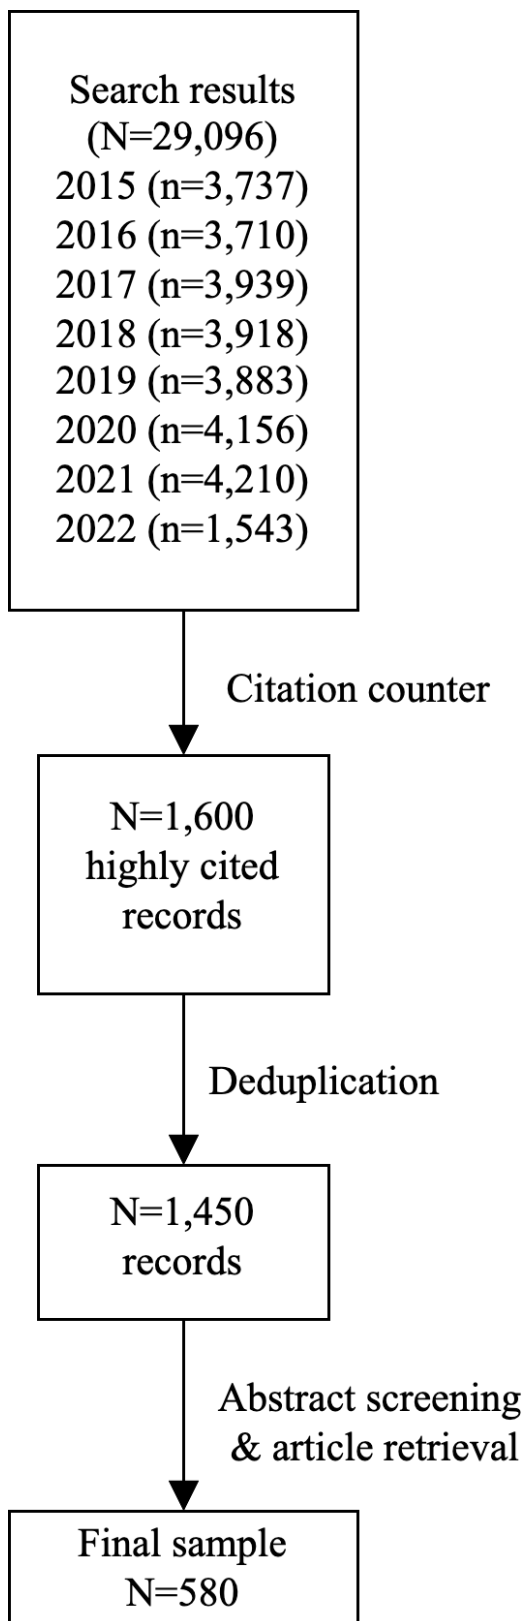 Search results
(N=29,096)
2015 (n=3,737)
2016 (n=3,710)
2017 (n=3,939)
2018 (n=3,918)
2019 (n=3,883)
2020 (n=4,156)
2021 (n=4,210)
2022 (n=1,543)
Citation counter
N=1,600
highly cited
records
Deduplication
N=1,450
records
Abstract screening
& article retrieval
Final sample
N=580